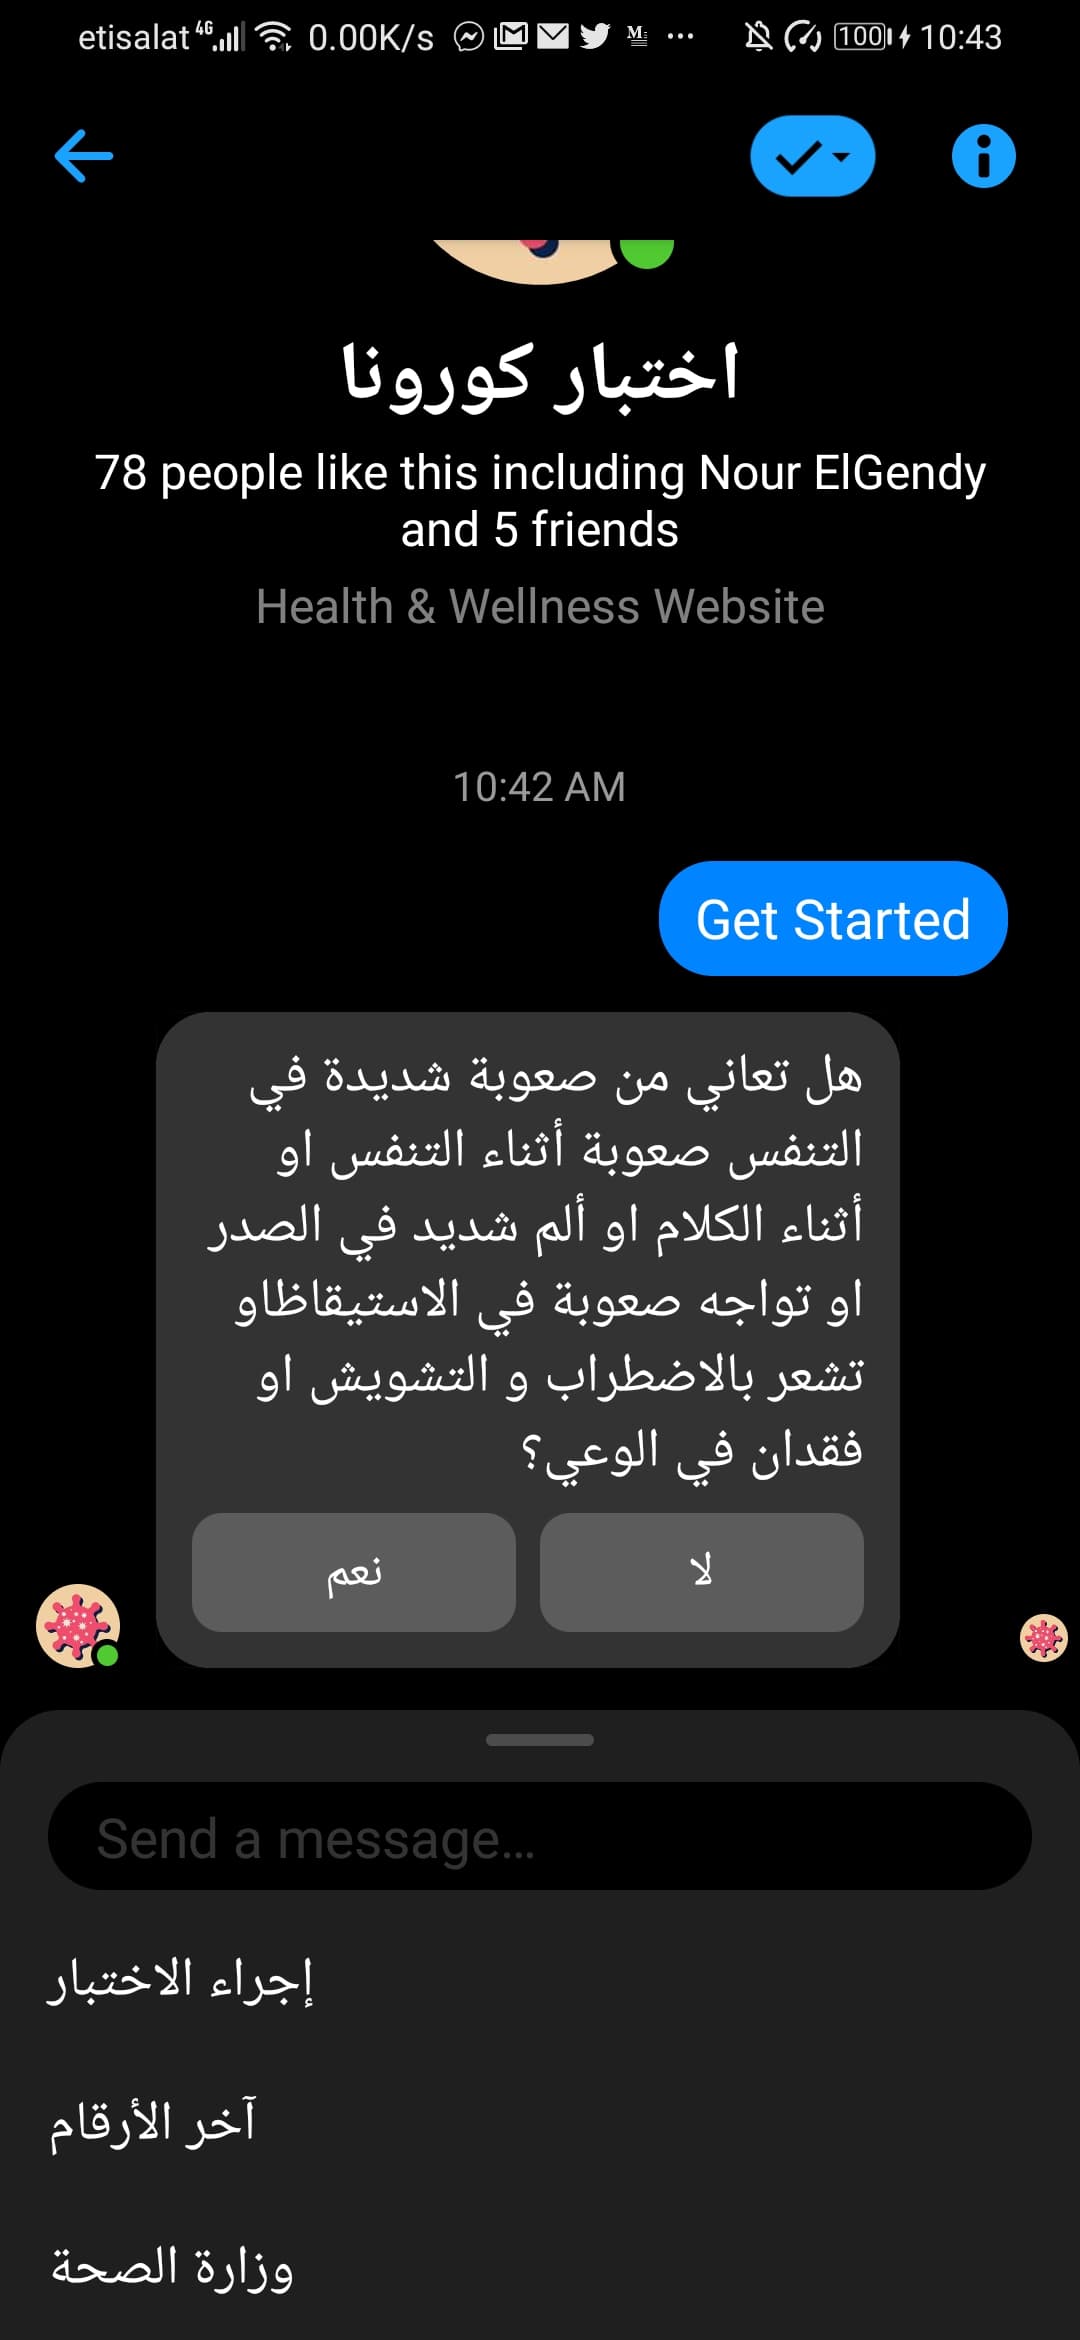 etisalat 4G 0.00K/s M ... 100 10:43
اختبار كورونا
78 people like this including Nour ElGendy
and 5 friends
Health & Wellness Website
10:42 AM
Get Started
هل تعاني من صعوبة شديدة في
التنفس صعوبة أثناء التنفس او
أثناء الكلام او ألم شديد في الصدر
او تواجه صعوبة في الاستيقاظاو
تشعر بالاضطراب و التشويش او
فقدان في الوعي؟
لا
نعم
Send a message...
إجراء الاختبار
آخر الأرقام
وزارة الصحة